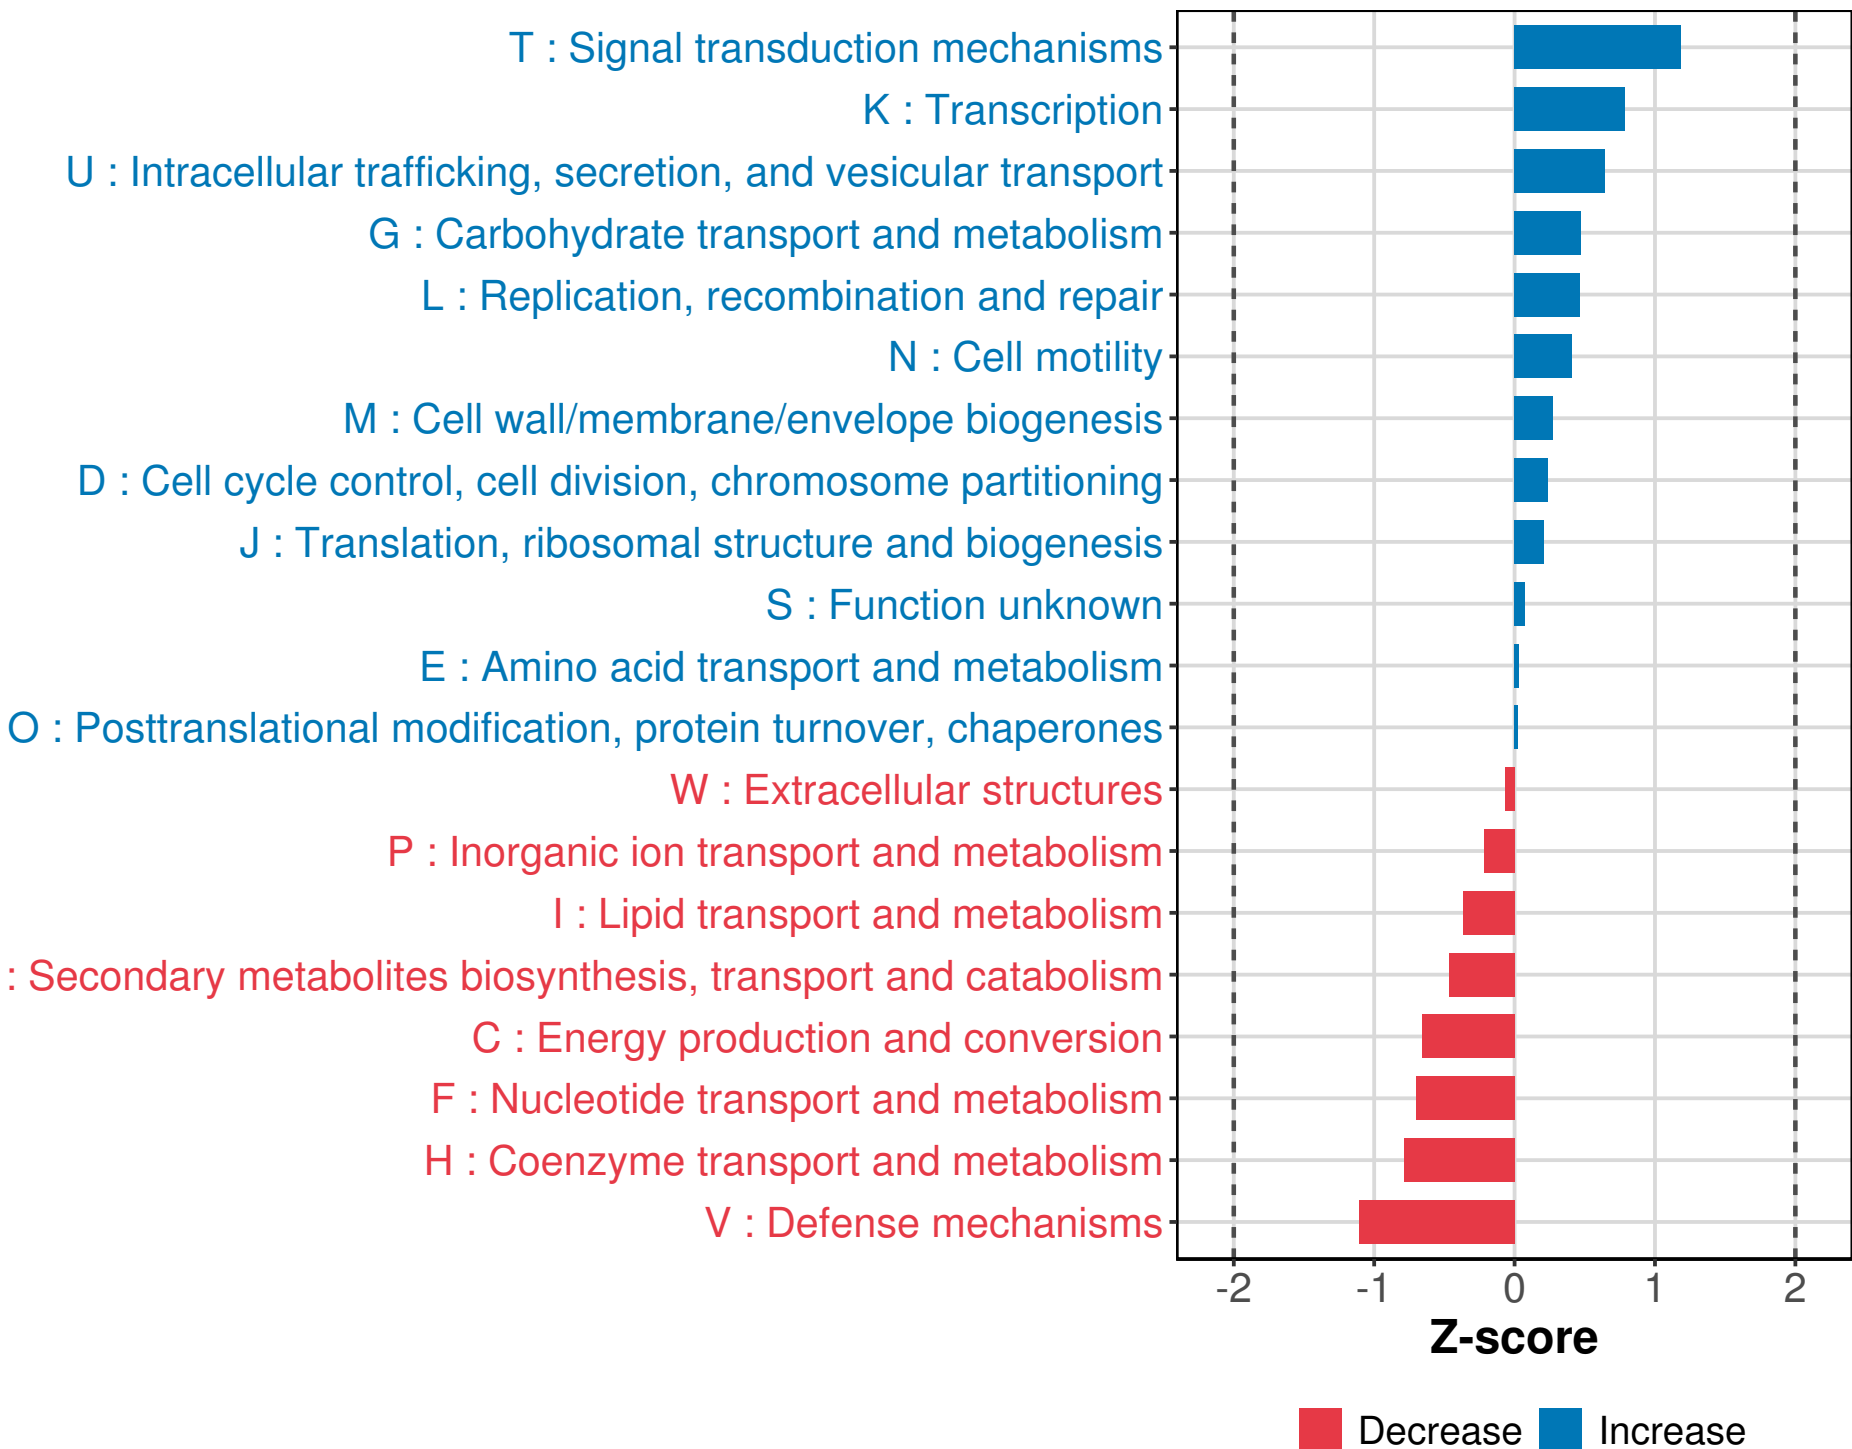 T : Signal transduction mechanisms
K : Transcription
U : Intracellular trafficking, secretion, and vesicular transport
G : Carbohydrate transport and metabolism
L : Replication, recombination and repair
N : Cell motility
M : Cell wall/membrane/envelope biogenesis
D : Cell cycle control, cell division, chromosome partitioning
J : Translation, ribosomal structure and biogenesis
S : Function unknown
E : Amino acid transport and metabolism
O : Posttranslational modification, protein turnover, chaperones
W : Extracellular structures
P : Inorganic ion transport and metabolism
I : Lipid transport and metabolism
: Secondary metabolites biosynthesis, transport and catabolism
C : Energy production and conversion
F : Nucleotide transport and metabolism
H : Coenzyme transport and metabolism
V : Defense mechanisms
-2 -1 0 1 2
Z-score
Decrease Increase